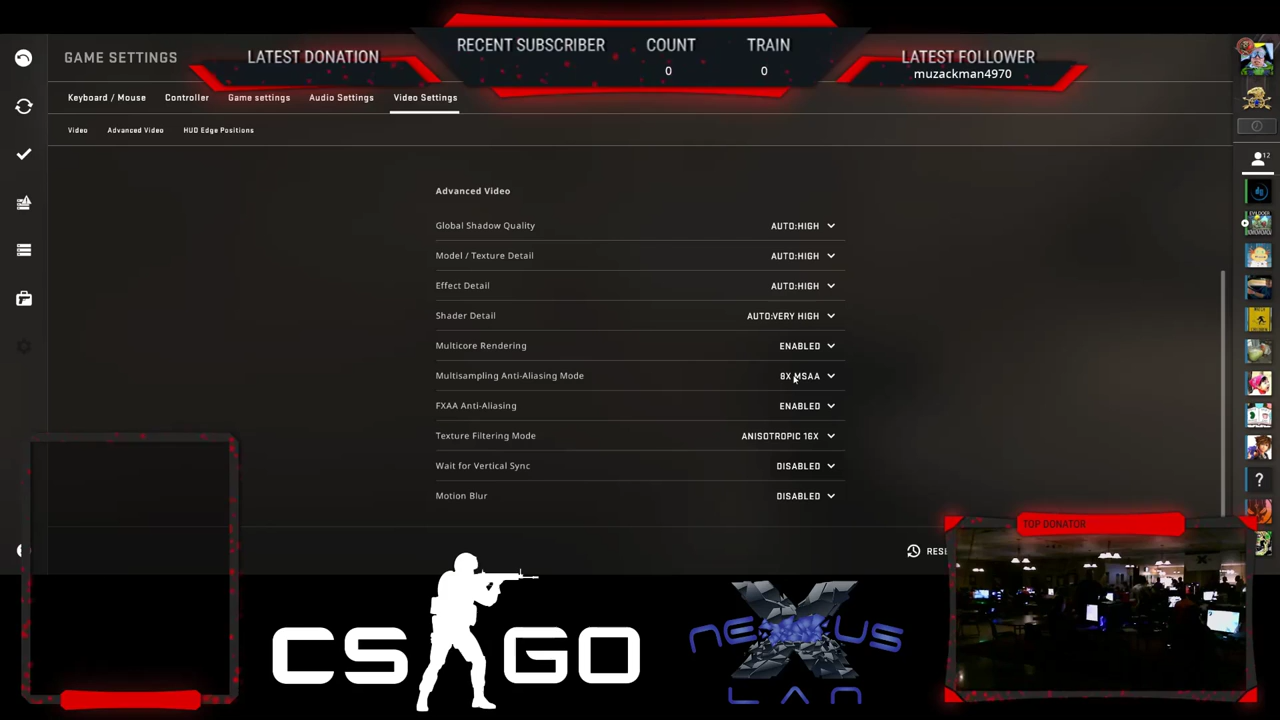 RECENT SUBSCRIBER
COUNT
0
TRAIN
0
LATEST DONATION
LATEST FOLLOWER
muzackman4970
GAME SETTINGS
Keyboard / Mouse
Controller
Game settings
Audio Settings
Video Settings
Video
Advanced Video
HUD Edge Positions
12
Advanced Video
Global Shadow Quality AUTO:HIGH
Model / Texture Detail AUTO:HIGH
Effect Detail AUTO:HIGH
Shader Detail AUTO:VERY HIGH
Multicore Rendering ENABLED
Multisampling Anti-Aliasing Mode 8X MSAA
FXAA Anti-Aliasing ENABLED
Texture Filtering Mode ANISOTROPIC 16X
Wait for Vertical Sync DISABLED
Motion Blur DISABLED
?
RESE
TOP DONATOR
CS GO
NEXUS
LAN